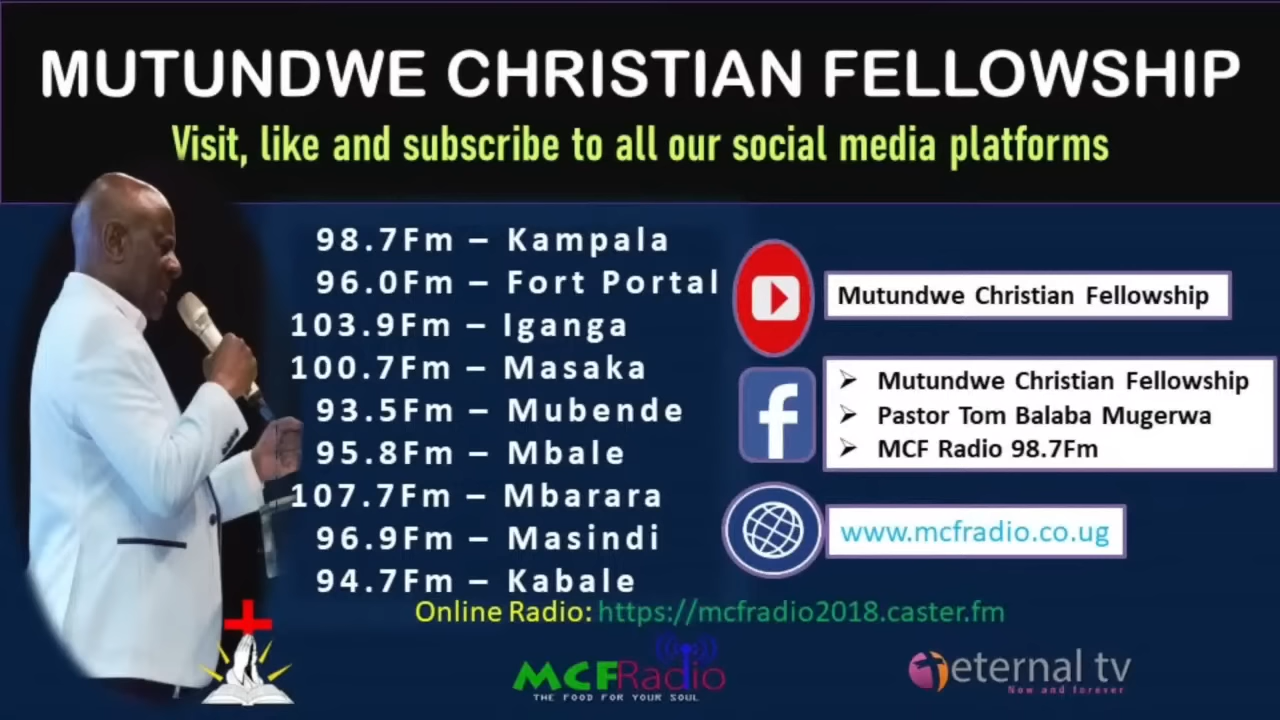 MUTUNDWE CHRISTIAN FELLOWSHIP
Visit, like and subscribe to all our social media platforms
98.7Fm – Kampala
96.0Fm – Fort Portal
103.9Fm – Iganga
100.7Fm – Masaka
93.5Fm – Mubende
95.8Fm – Mbale
107.7Fm – Mbarara
96.9Fm – Masindi
94.7Fm – Kabale
Mutundwe Christian Fellowship
Mutundwe Christian Fellowship
Pastor Tom Balaba Mugerwa
MCF Radio 98.7Fm
www.mcfradio.co.ug
Online Radio: https://mcfradio2018.caster.fm
MCFRadio
THE FOOD FOR YOUR SOUL
eternal tv
Now and forever